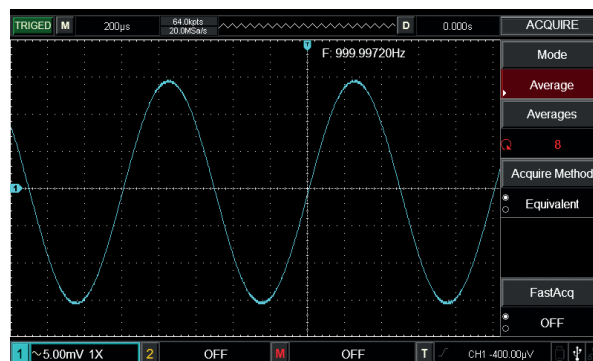 TRIGED M 200μs 64.0kpts D 0.000s ACQUIRE
20.0MSa/s
T
F: 999.99720Hz
Mode
Average
Averages
8
1
Acquire Method
Equivalent
FastAcq
OFF
1 ~5.00mV 1X 2 OFF M OFF T CH1 -400.00μV